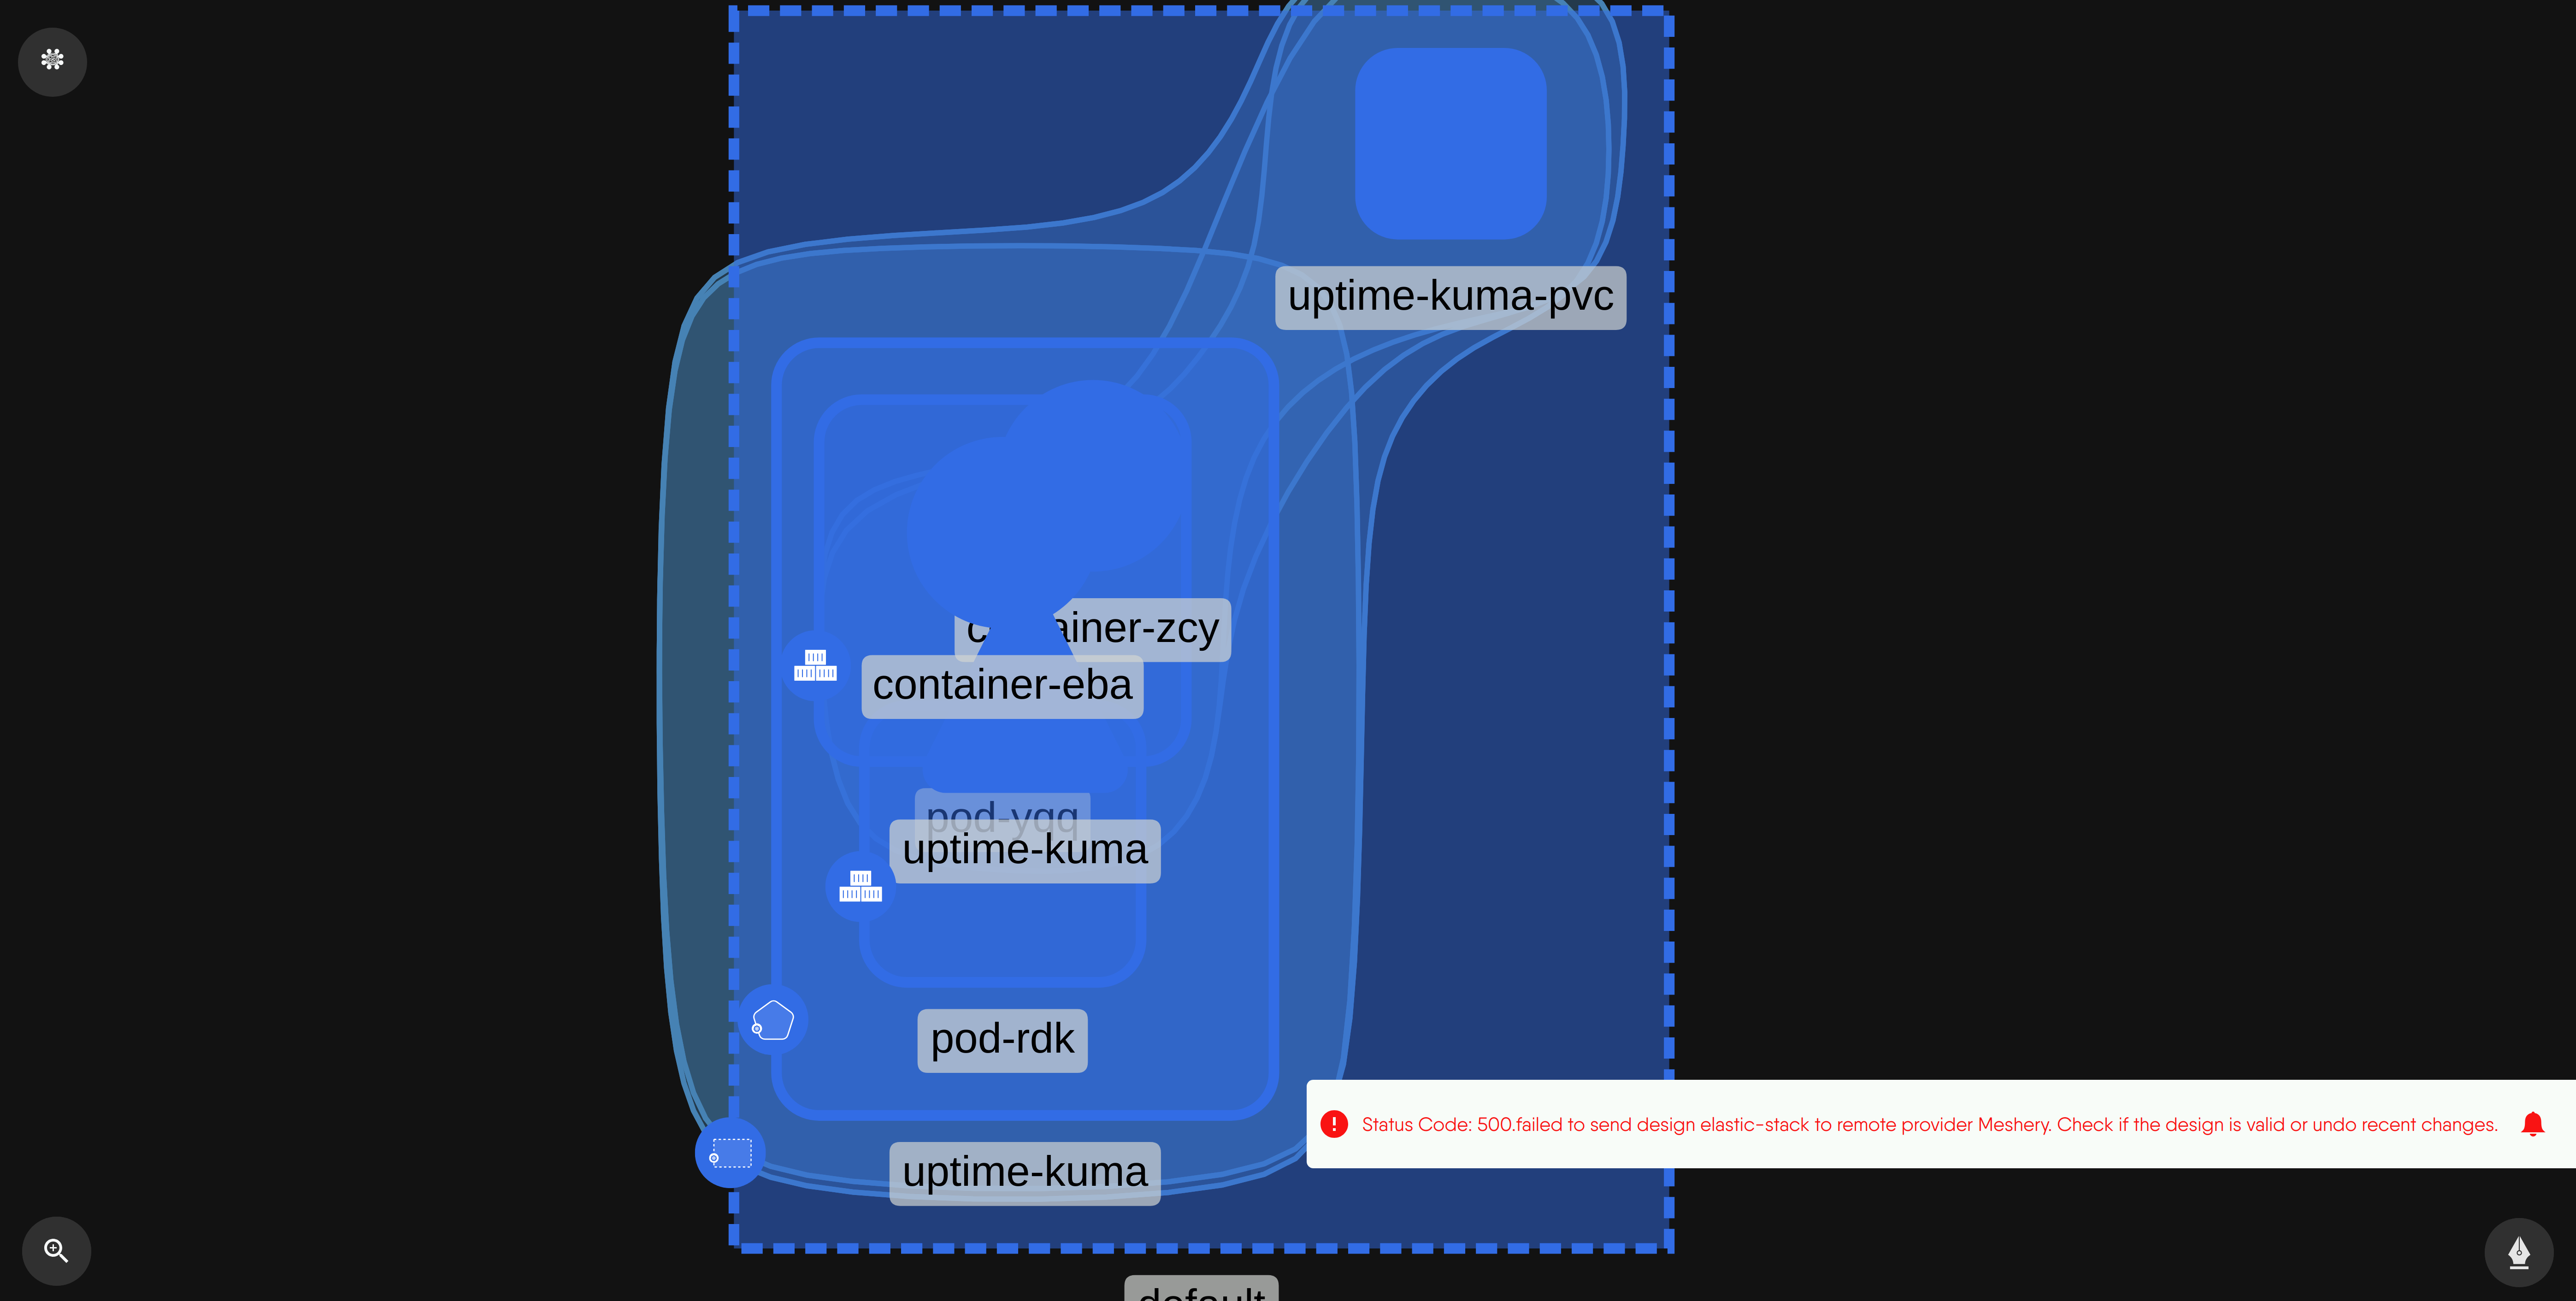 uptime-kuma-pvc
container-zcy
container-eba
pod-yqq
uptime-kuma
pod-rdk
Status Code: 500.failed to send design elastic-stack to remote provider Meshery. Check if the design is valid or undo recent changes.
uptime-kuma
default